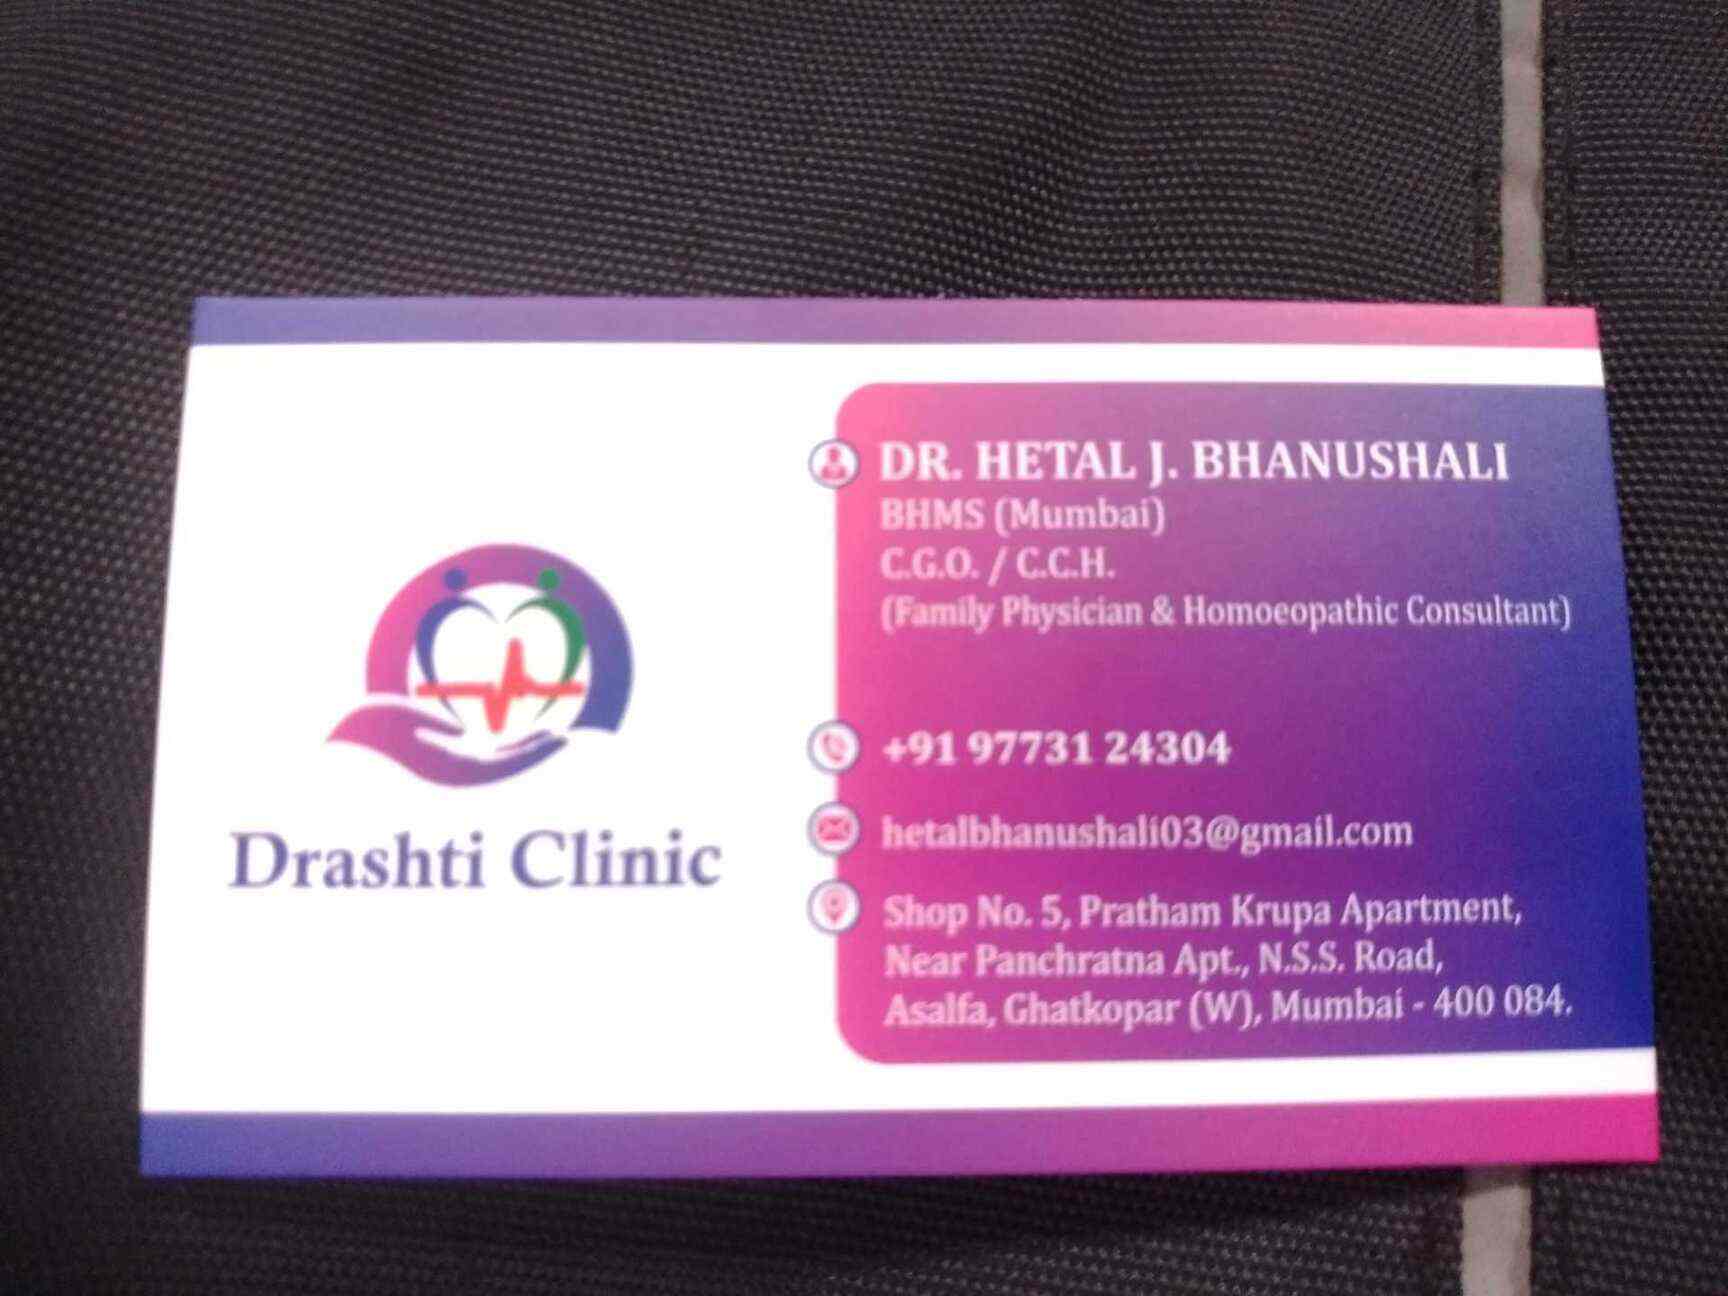 Drashti Clinic
DR. HETAL J. BHANUSHALI
BHMS (Mumbai)
C.G.O. / C.C.H.
(Family Physician & Homoeopathic Consultant)
+91 97731 24304
hetalbhanushali03@gmail.com
Shop No. 5, Pratham Krupa Apartment,
Near Panchratna Apt., N.S.S. Road,
Asalfa, Ghatkopar (W), Mumbai - 400 084.